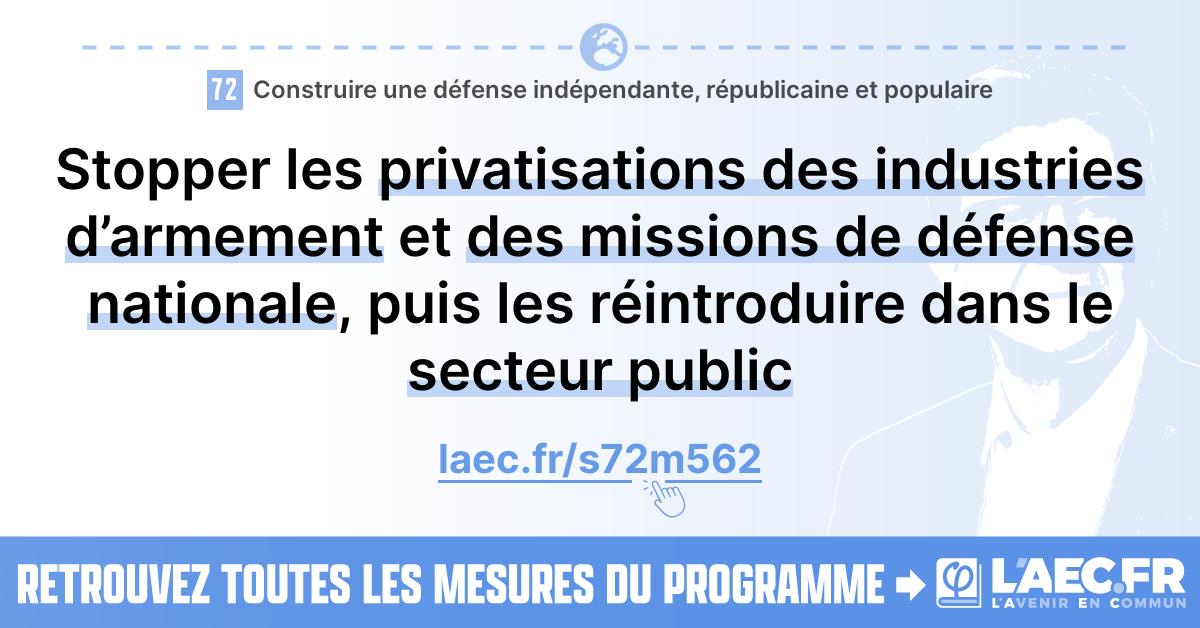 72 Construire une défense indépendante, républicaine et populaire
Stopper les privatisations des industries
d’armement et des missions de défense
nationale, puis les réintroduire dans le
secteur public
laec.fr/s72m562
RETROUVEZ TOUTES LES MESURES DU PROGRAMME φ L'AEC.FR
L'AVENIR EN COMMUN